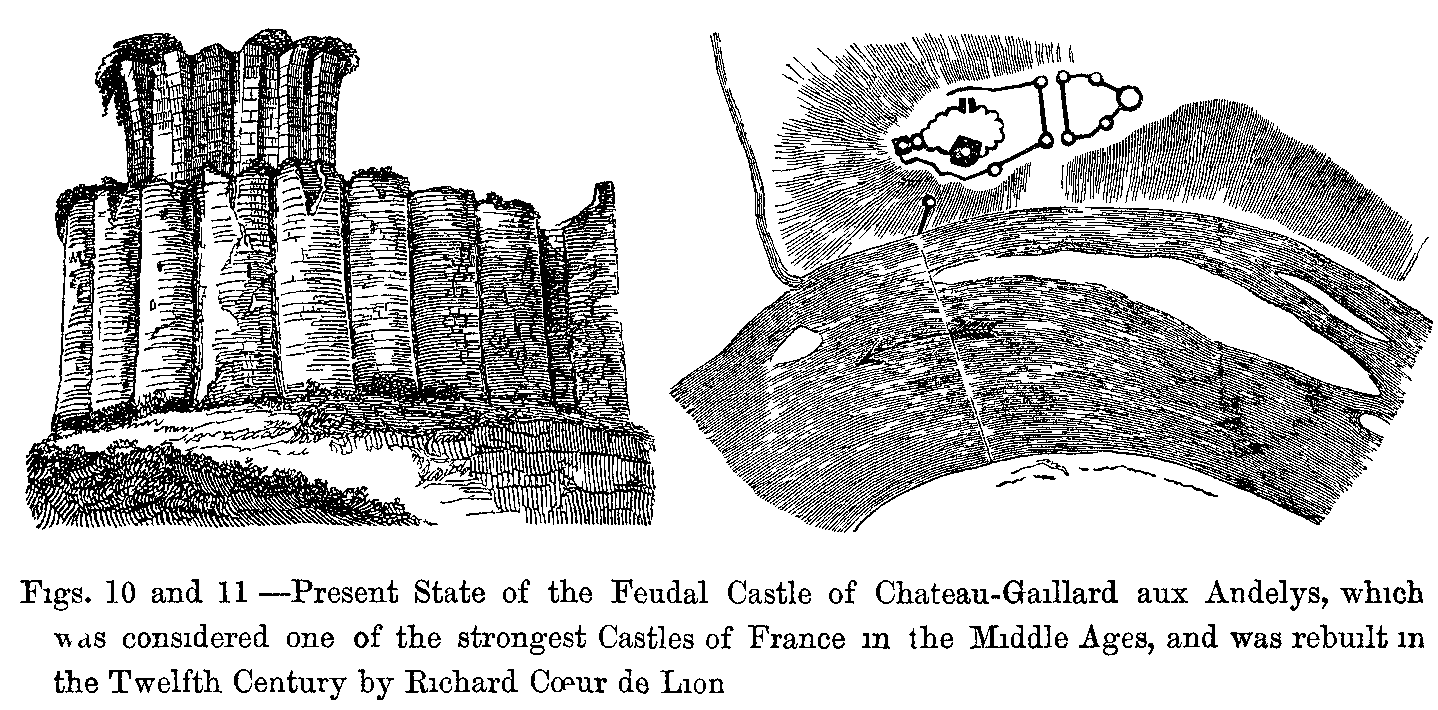 Figs. 10 and 11 —Present State of the Feudal Castle of Chateau-Gaillard aux Andelys, which
was considered one of the strongest Castles of France in the Middle Ages, and was rebuilt in
the Twelfth Century by Richard Cœur de Lion